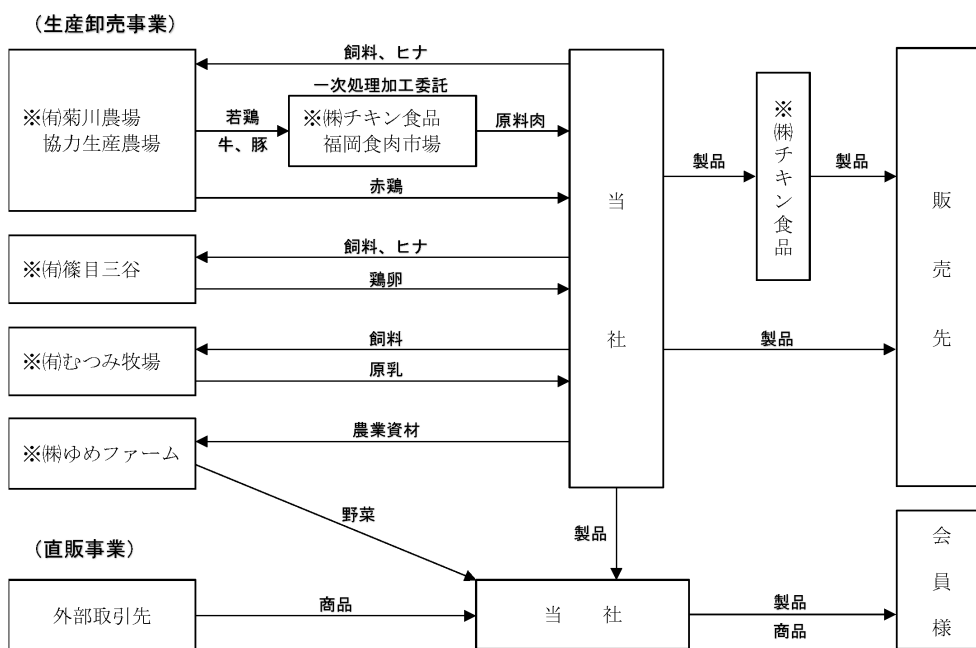 （生産卸売事業）
飼料、ヒナ
一次処理加工委託
※㈲菊川農場
協力生産農場
若鶏
牛、豚
※㈱チキン食品
福岡食肉市場
原料肉
赤鶏
当社
製品
※㈱チキン食品
製品
販売先
※㈲篠目三谷
飼料、ヒナ
鶏卵
※㈲むつみ牧場
飼料
原乳
製品
※㈱ゆめファーム
農業資材
野菜
製品
（直販事業）
外部取引先
商品
当社
製品
商品
会員様